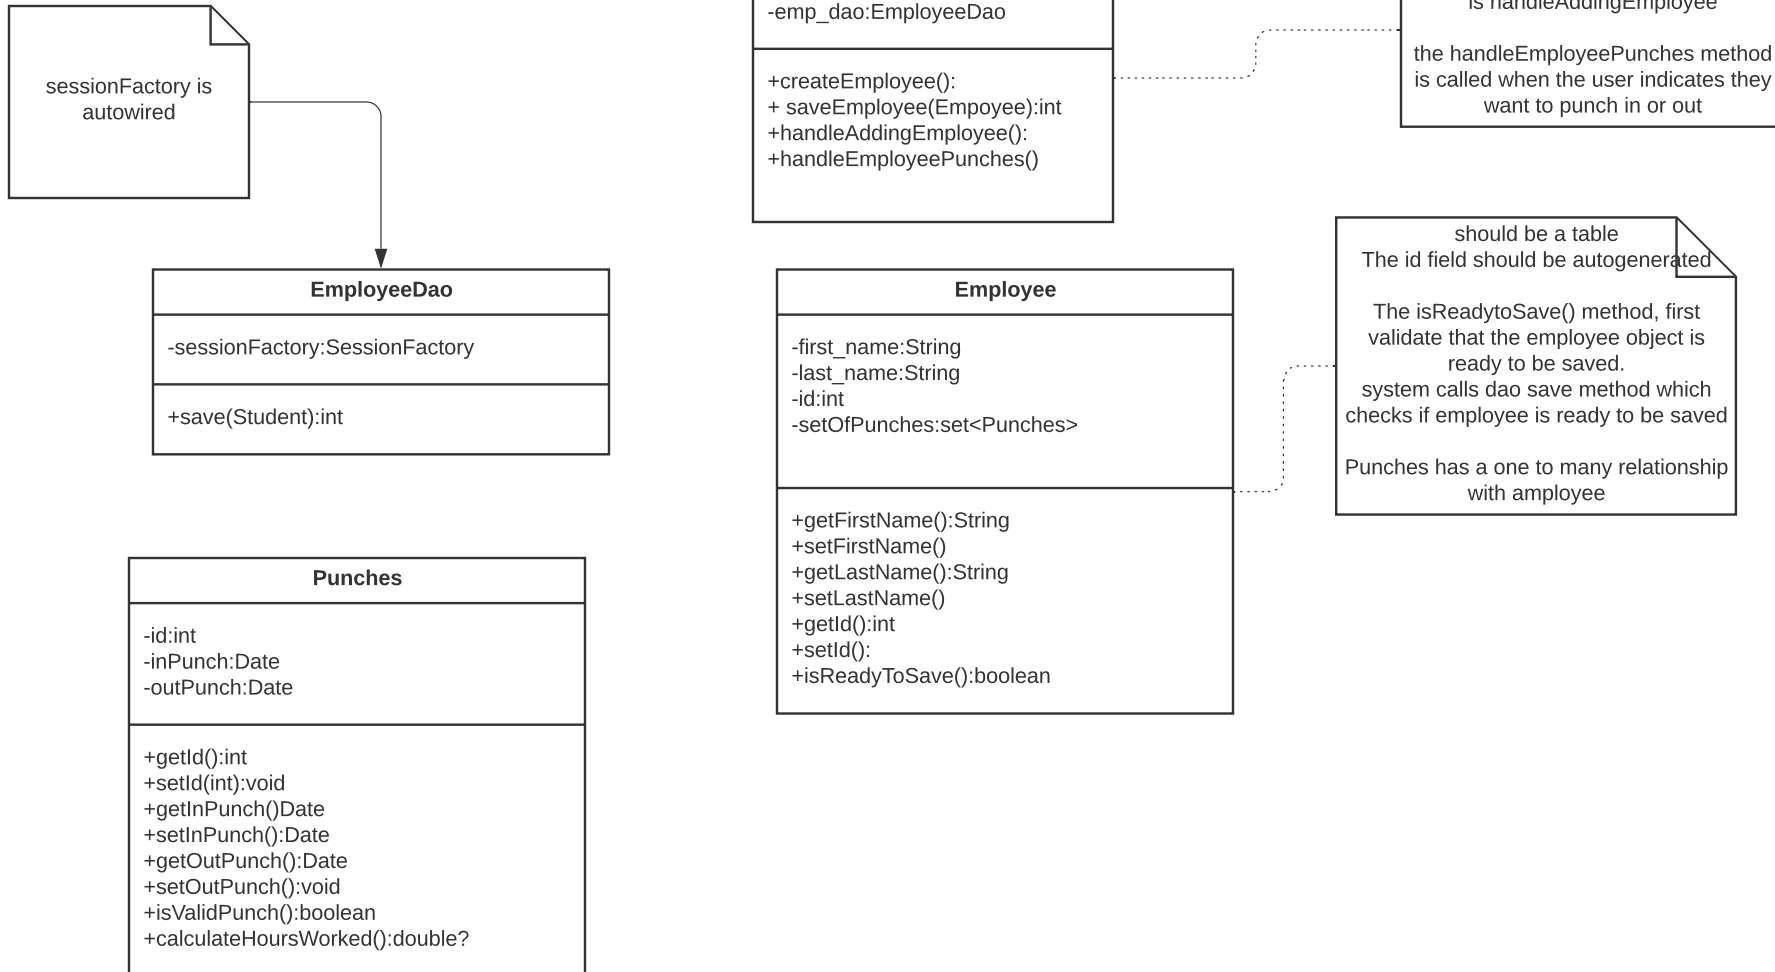 sessionFactory is
autowired
-emp_dao:EmployeeDao
+createEmployee():
+ saveEmployee(Empoyee):int
+handleAddingEmployee():
+handleEmployeePunches()
is handleAddingEmployee
the handleEmployeePunches method
is called when the user indicates they
want to punch in or out
EmployeeDao
-sessionFactory:SessionFactory
+save(Student):int
Employee
-first_name:String
-last_name:String
-id:int
-setOfPunches:set<Punches>
+getFirstName():String
+setFirstName()
+getLastName():String
+setLastName()
+getId():int
+setId():
+isReadyToSave():boolean
should be a table
The id field should be autogenerated
The isReadytoSave() method, first
validate that the employee object is
ready to be saved.
system calls dao save method which
checks if employee is ready to be saved
Punches has a one to many relationship
with amployee
Punches
-id:int
-inPunch:Date
-outPunch:Date
+getId():int
+setId(int):void
+getInPunch()Date
+setInPunch():Date
+getOutPunch():Date
+setOutPunch():void
+isValidPunch():boolean
+calculateHoursWorked():double?